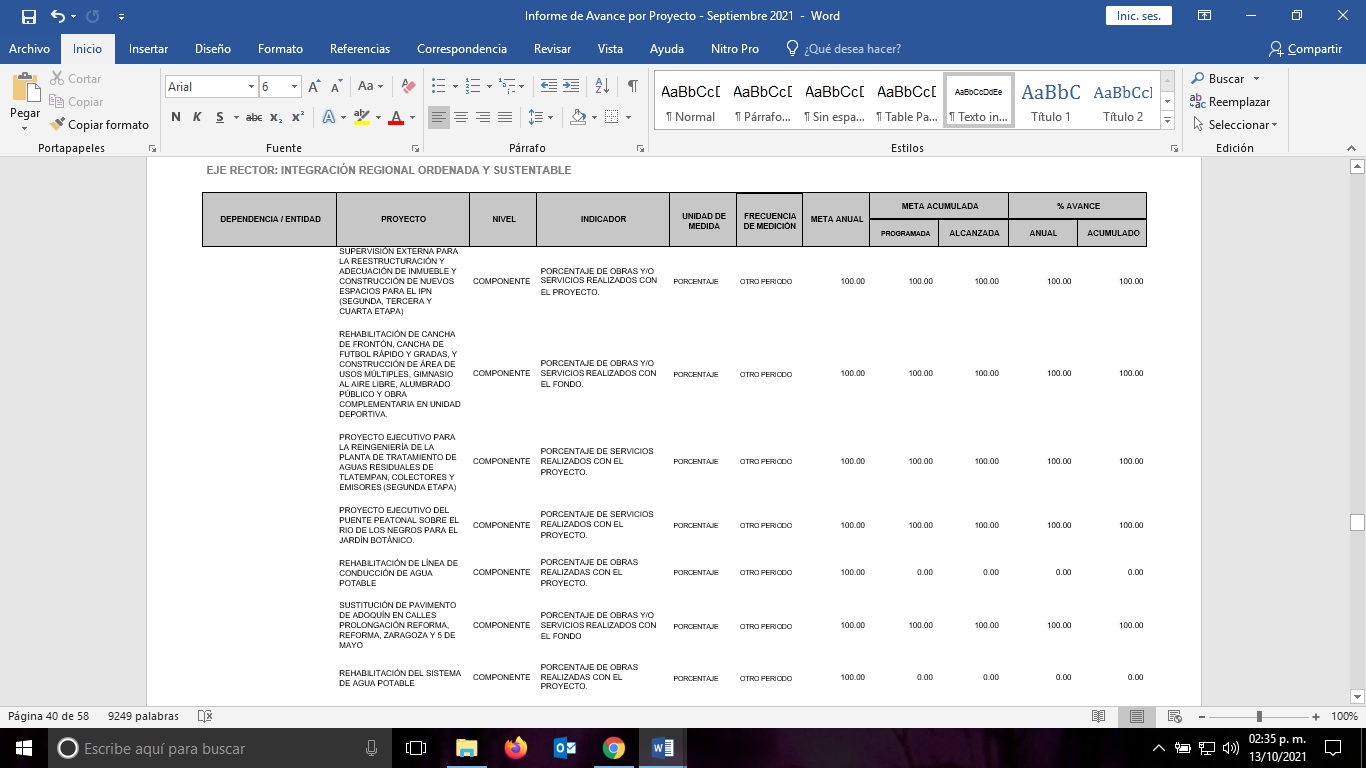 Informe de Avance por Proyecto - Septiembre 2021 - Word
Inic. ses.
Archivo Inicio Insertar Diseño Formato Referencias Correspondencia Revisar Vista Ayuda Nitro Pro ¿Qué desea hacer? Compartir
Pegar
Cortar
Copiar
Copiar formato
Portapapeles
Arial 6
Aa
N K S abc x₂ x²
Fuente
Párrafo
AaBbCcI AaBbCcD AaBbCcD AaBbCcD AaBbCcDdEe AaBbC AaBbCcI
¶ Normal ¶ Párrafo... ¶ Sin espa... ¶ Table Pa... ¶ Texto in... Título 1 Título 2
Estilos
Buscar
Reemplazar
Seleccionar
Edición
EJE RECTOR: INTEGRACIÓN REGIONAL ORDENADA Y SUSTENTABLE
DEPENDENCIA / ENTIDAD PROYECTO NIVEL INDICADOR UNIDAD DE MEDIDA FRECUENCIA DE MEDICIÓN META ANUAL META ACUMULADA % AVANCE
PROGRAMADA ALCANZADA ANUAL ACUMULADO
SUPERVISIÓN EXTERNA PARA
LA REESTRUCTURACIÓN Y
ADECUACIÓN DE INMUEBLE Y
CONSTRUCCIÓN DE NUEVOS
ESPACIOS PARA EL IPN
(SEGUNDA, TERCERA Y
CUARTA ETAPA)
COMPONENTE
PORCENTAJE DE OBRAS Y/O
SERVICIOS REALIZADOS CON
EL PROYECTO.
PORCENTAJE OTRO PERIODO 100.00 100.00 100.00 100.00 100.00
REHABILITACIÓN DE CANCHA
DE FRONTÓN, CANCHA DE
FUTBOL RÁPIDO Y GRADAS, Y
CONSTRUCCIÓN DE ÁREA DE
USOS MÚLTIPLES, GIMNASIO
AL AIRE LIBRE, ALUMBRADO
PÚBLICO Y OBRA
COMPLEMENTARIA EN UNIDAD
DEPORTIVA.
COMPONENTE
PORCENTAJE DE OBRAS Y/O
SERVICIOS REALIZADOS CON
EL FONDO.
PORCENTAJE OTRO PERIODO 100.00 100.00 100.00 100.00 100.00
PROYECTO EJECUTIVO PARA
LA REINGENIERÍA DE LA
PLANTA DE TRATAMIENTO DE
AGUAS RESIDUALES DE
TLATEMPAN, COLECTORES Y
EMISORES (SEGUNDA ETAPA)
COMPONENTE
PORCENTAJE DE SERVICIOS
REALIZADOS CON EL
PROYECTO.
PORCENTAJE OTRO PERIODO 100.00 100.00 100.00 100.00 100.00
PROYECTO EJECUTIVO DEL
PUENTE PEATONAL SOBRE EL
RIO DE LOS NEGROS PARA EL
JARDÍN BOTÁNICO.
COMPONENTE
PORCENTAJE DE SERVICIOS
REALIZADOS CON EL
PROYECTO.
PORCENTAJE OTRO PERIODO 100.00 100.00 100.00 100.00 100.00
REHABILITACIÓN DE LÍNEA DE
CONDUCCIÓN DE AGUA
POTABLE
COMPONENTE
PORCENTAJE DE OBRAS
REALIZADAS CON EL
PROYECTO.
PORCENTAJE OTRO PERIODO 100.00 0.00 0.00 0.00 0.00
SUSTITUCIÓN DE PAVIMENTO
DE ADOQUÍN EN CALLES
PROLONGACIÓN REFORMA,
REFORMA, ZARAGOZA Y 5 DE
MAYO
COMPONENTE
PORCENTAJE DE OBRAS Y/O
SERVICIOS REALIZADOS CON
EL FONDO
PORCENTAJE OTRO PERIODO 100.00 100.00 100.00 100.00 100.00
REHABILITACIÓN DEL SISTEMA
DE AGUA POTABLE
COMPONENTE
PORCENTAJE DE OBRAS
REALIZADAS CON EL
PROYECTO.
PORCENTAJE OTRO PERIODO 100.00 0.00 0.00 0.00 0.00
Página 40 de 58 9249 palabras 100%
Escribe aquí para buscar
02:35 p. m.
13/10/2021